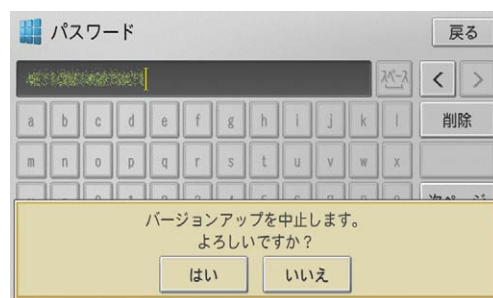 パスワード
戻る
スペース
<
>
a b c d e f g h i j k l
削除
m n o p q r s t u v w x
バージョンアップを中止します。
よろしいですか？
はい
いいえ